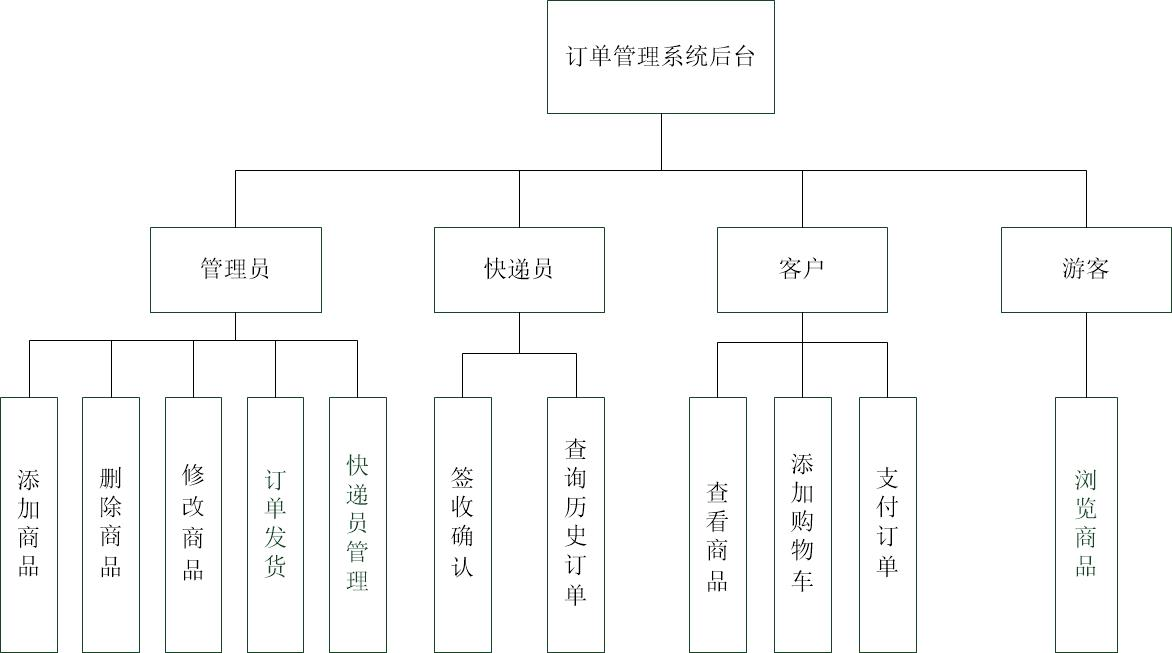 订单管理系统后台
管理员
快递员
客户
游客
添加商品
删除商品
修改商品
订单发货
快递员管理
签收确认
查询历史订单
查看商品
添加购物车
支付订单
浏览商品